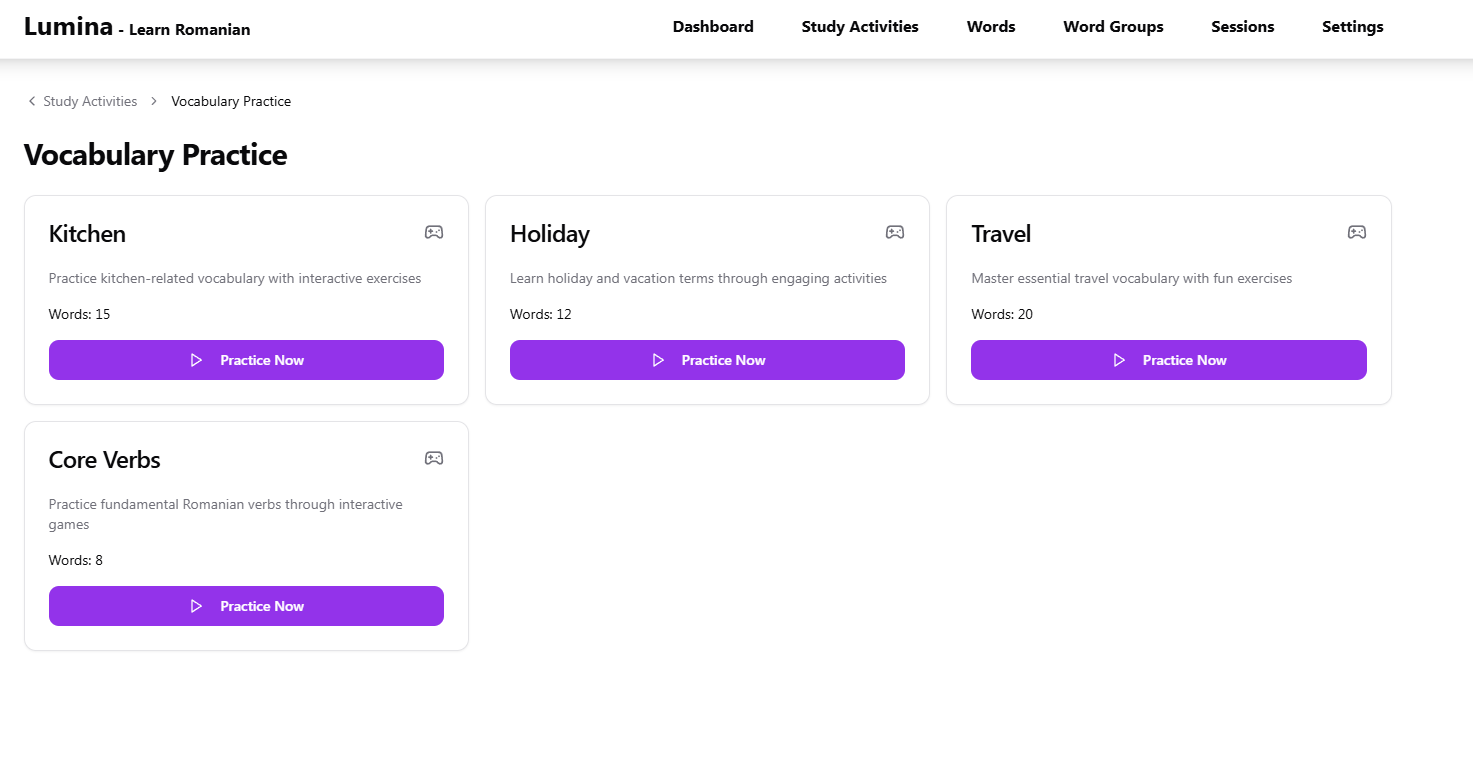 Lumina - Learn Romanian
Dashboard Study Activities Words Word Groups Sessions Settings
Study Activities Vocabulary Practice
Vocabulary Practice
Kitchen
Practice kitchen-related vocabulary with interactive exercises
Words: 15
Practice Now
Holiday
Learn holiday and vacation terms through engaging activities
Words: 12
Practice Now
Travel
Master essential travel vocabulary with fun exercises
Words: 20
Practice Now
Core Verbs
Practice fundamental Romanian verbs through interactive
games
Words: 8
Practice Now